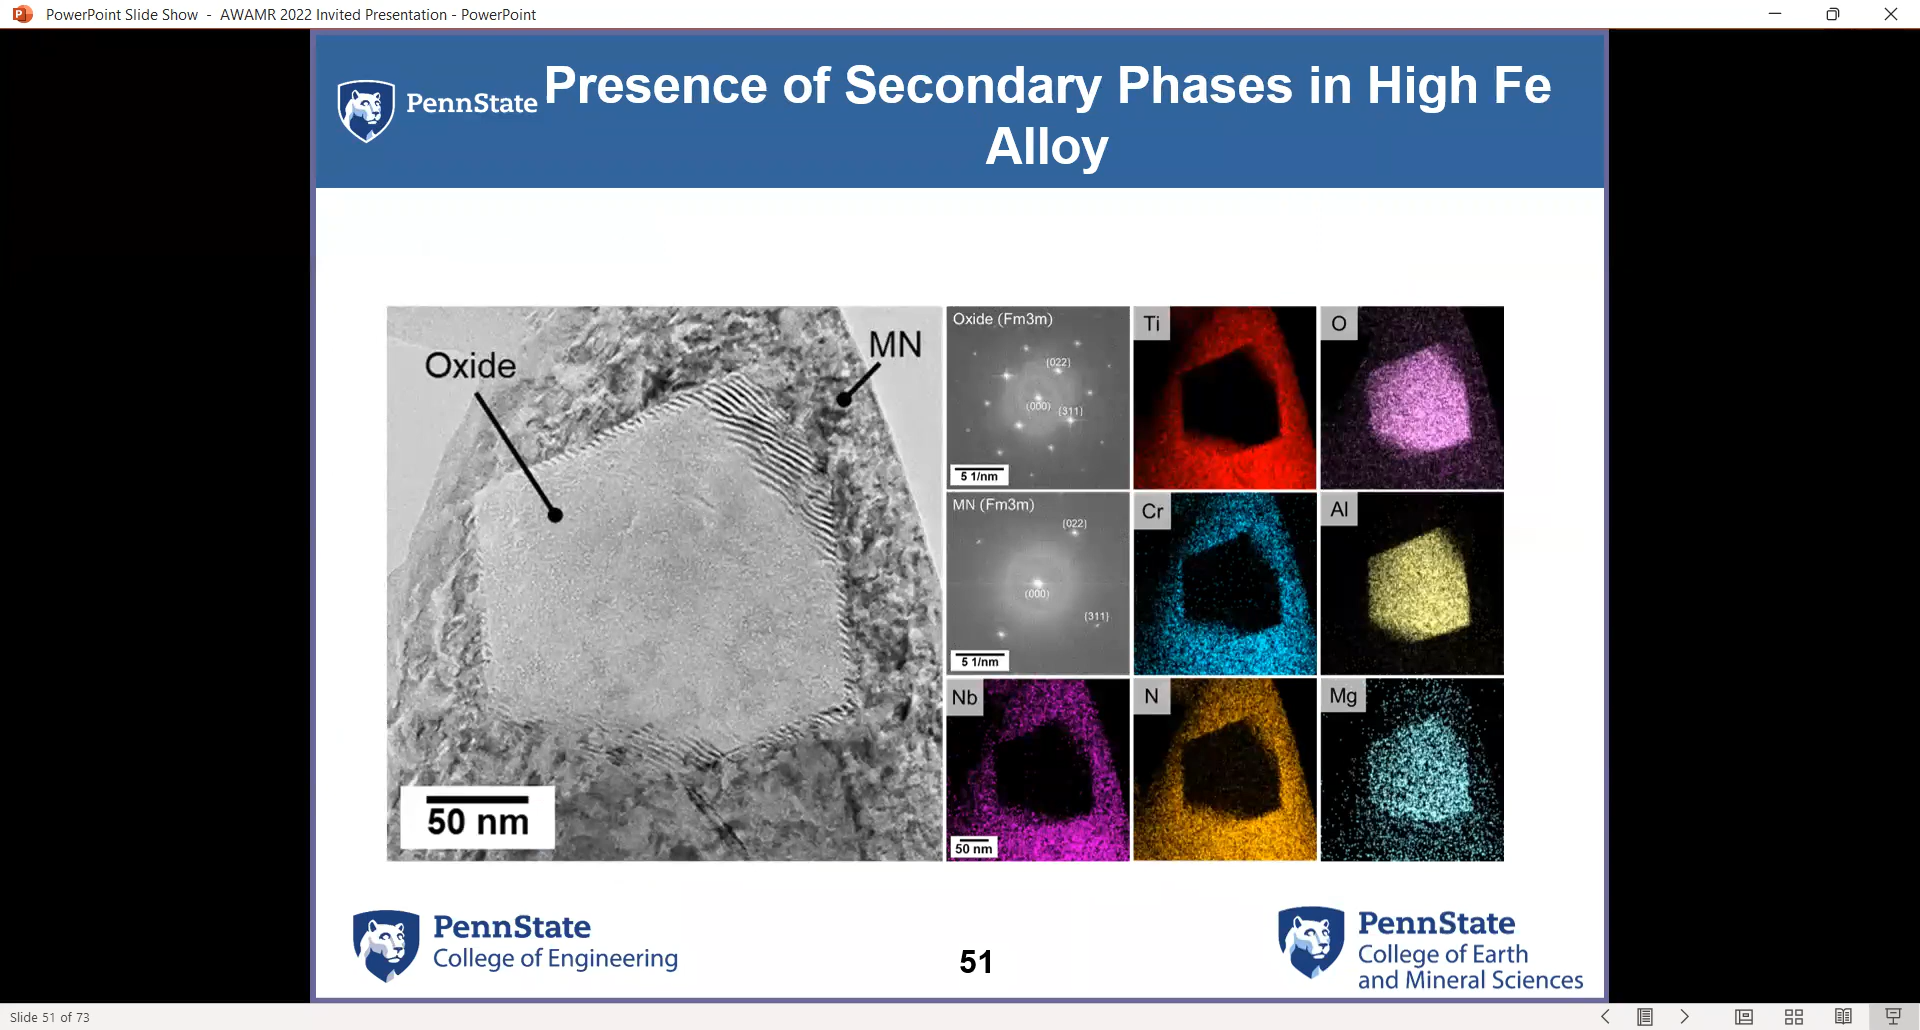 PowerPoint Slide Show - AWAMR 2022 Invited Presentation - PowerPoint
PennState
Presence of Secondary Phases in High Fe
Alloy
Oxide
MN
50 nm
Oxide (Fm3m)
(022)
(000)
(311)
5 1/nm
Ti
O
MN (Fm3m)
(022)
(000)
(311)
5 1/nm
Cr
Al
Nb
50 nm
N
Mg
PennState
College of Engineering
51
PennState
College of Earth
and Mineral Sciences
Slide 51 of 73